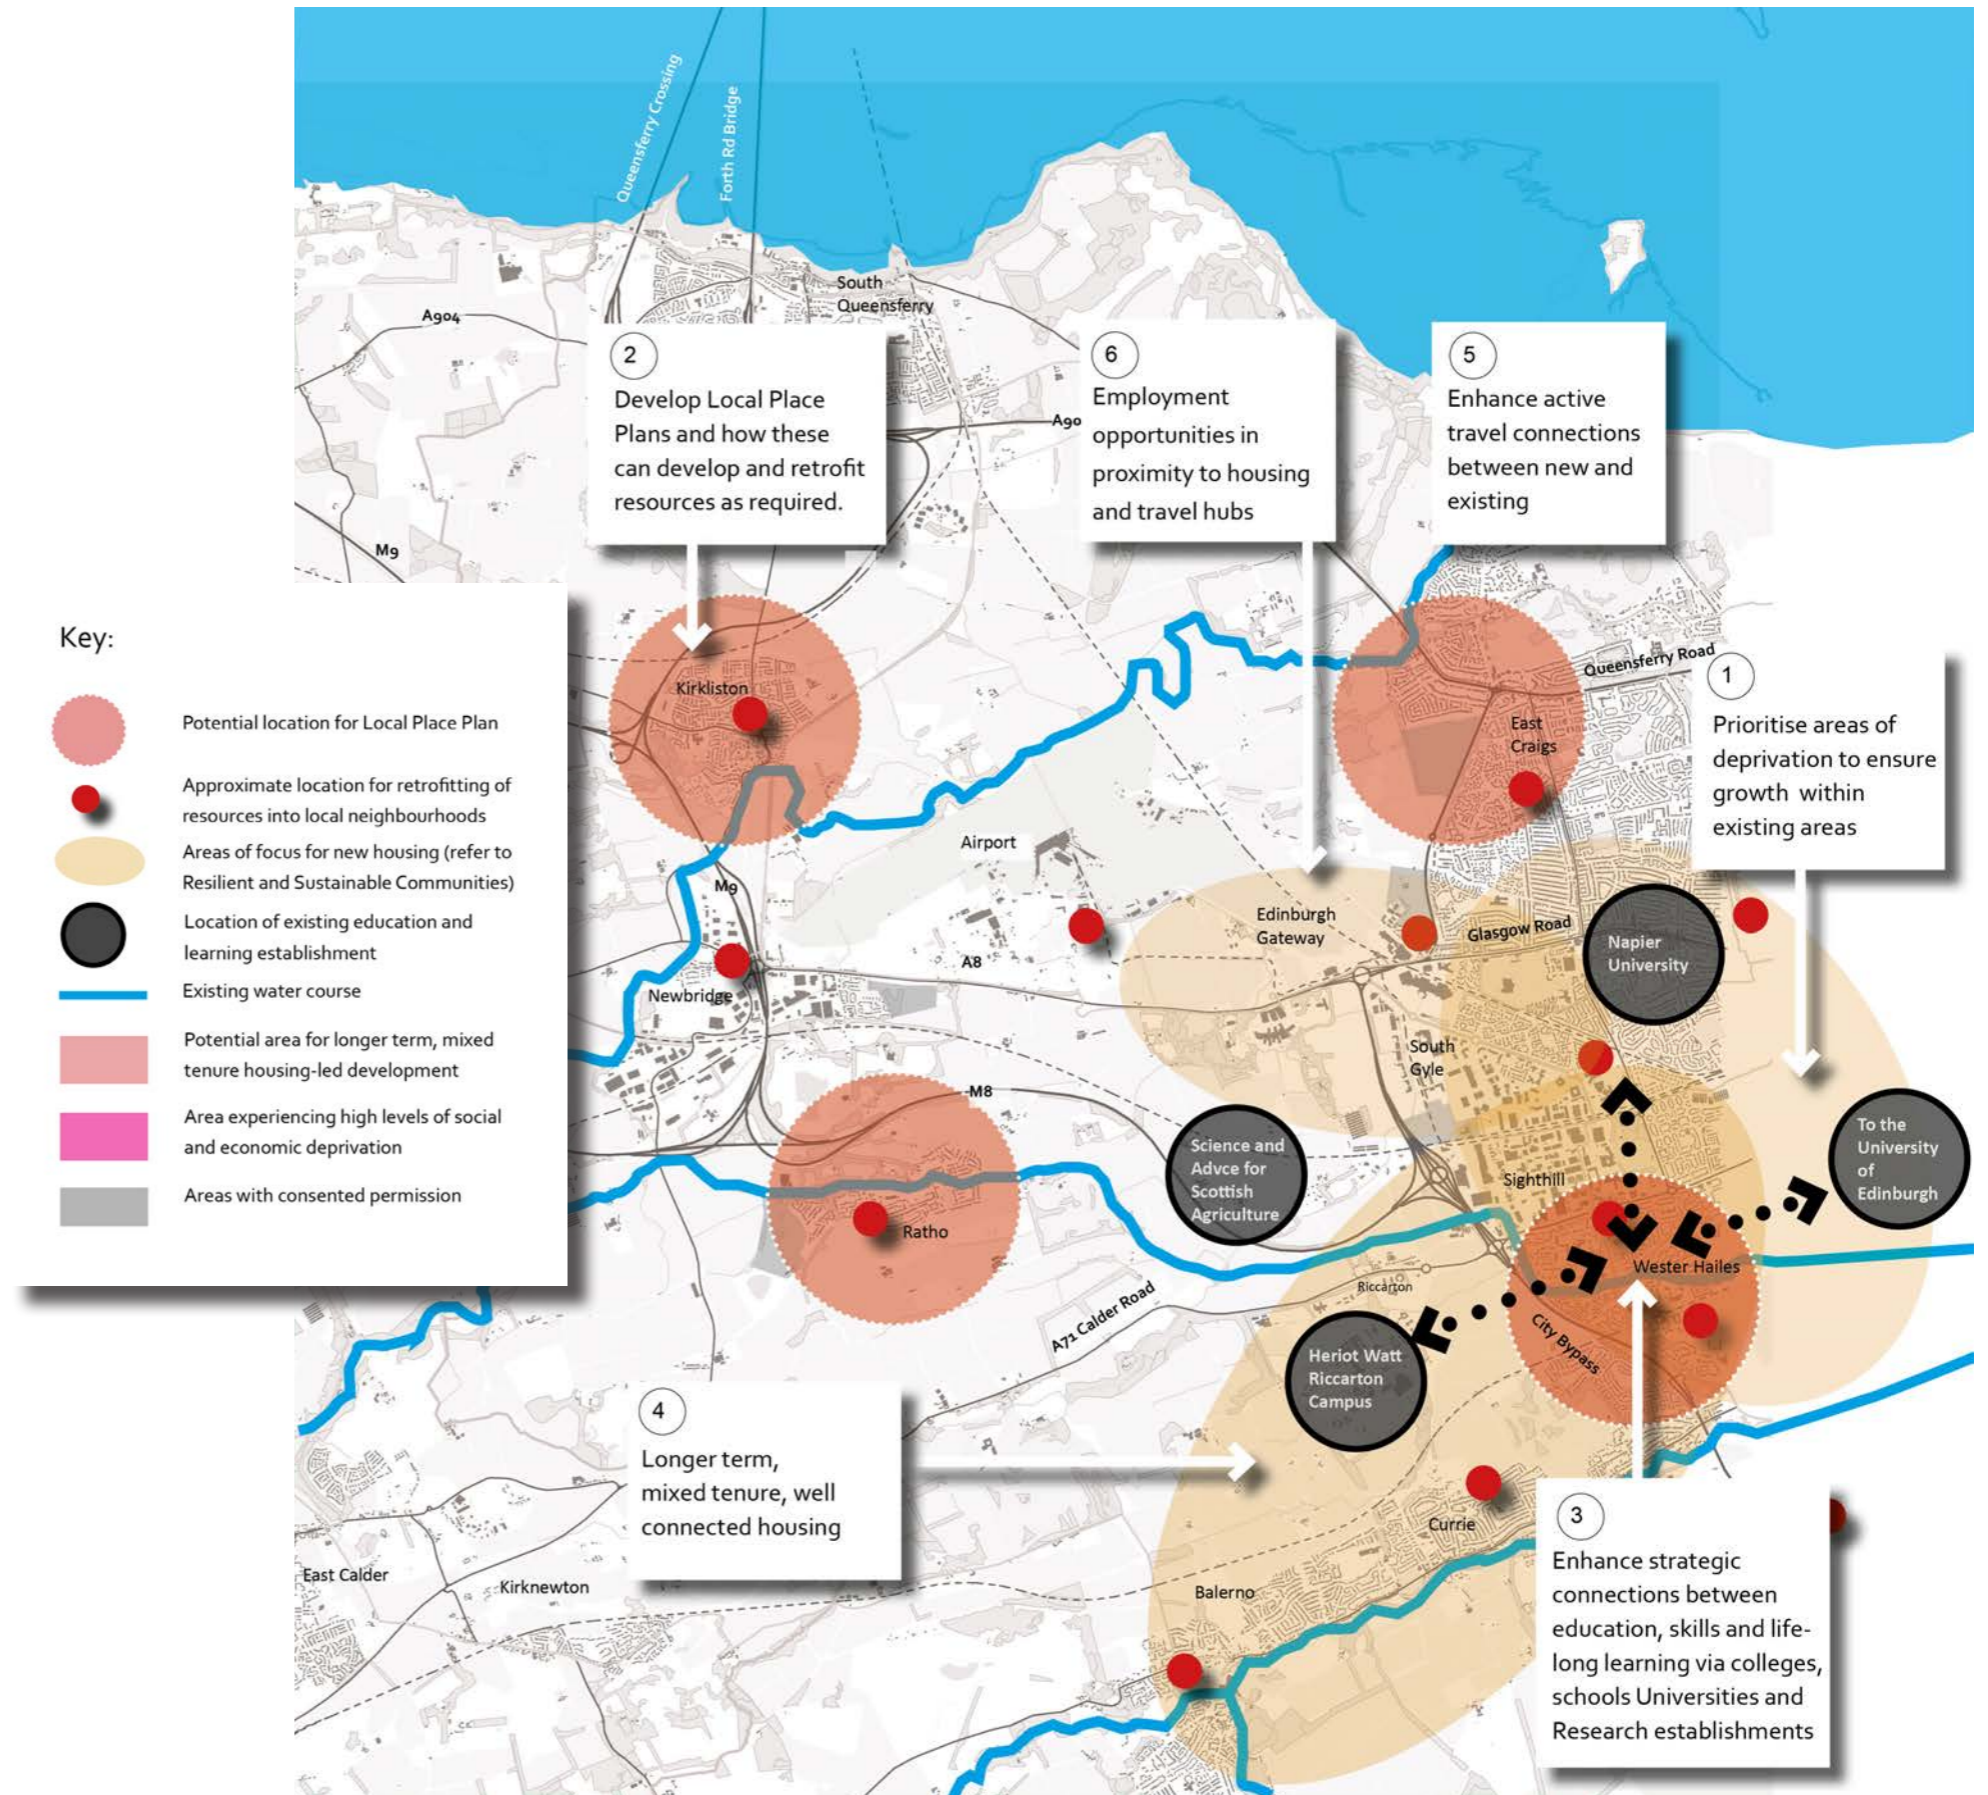 Queensferry Crossing
Forth Rd Bridge
South
Queensferry
A904
A90
M9
2
Develop Local Place
Plans and how these
can develop and retrofit
resources as required.
6
Employment
opportunities in
proximity to housing
and travel hubs
5
Enhance active
travel connections
between new and
existing
Key:
Potential location for Local Place Plan
Approximate location for retrofitting of
resources into local neighbourhoods
Areas of focus for new housing (refer to
Resilient and Sustainable Communities)
Location of existing education and
learning establishment
Existing water course
Potential area for longer term, mixed
tenure housing-led development
Area experiencing high levels of social
and economic deprivation
Areas with consented permission
Kirkliston
Queensferry Road
East
Craigs
1
Prioritise areas of
deprivation to ensure
growth within
existing areas
Airport
M9
Edinburgh
Gateway
Glasgow Road
Napier
University
A8
Newbridge
South
Gyle
M8
Science and
Advce for
Scottish
Agriculture
Sighthill
To the
University
of
Edinburgh
Ratho
Wester Hailes
Riccarton
A71 Calder Road
City Bypass
Heriot Watt
Riccarton
Campus
4
Longer term,
mixed tenure, well
connected housing
Currie
3
Enhance strategic
connections between
education, skills and life-
long learning via colleges,
schools Universities and
Research establishments
East Calder
Kirknewton
Balerno